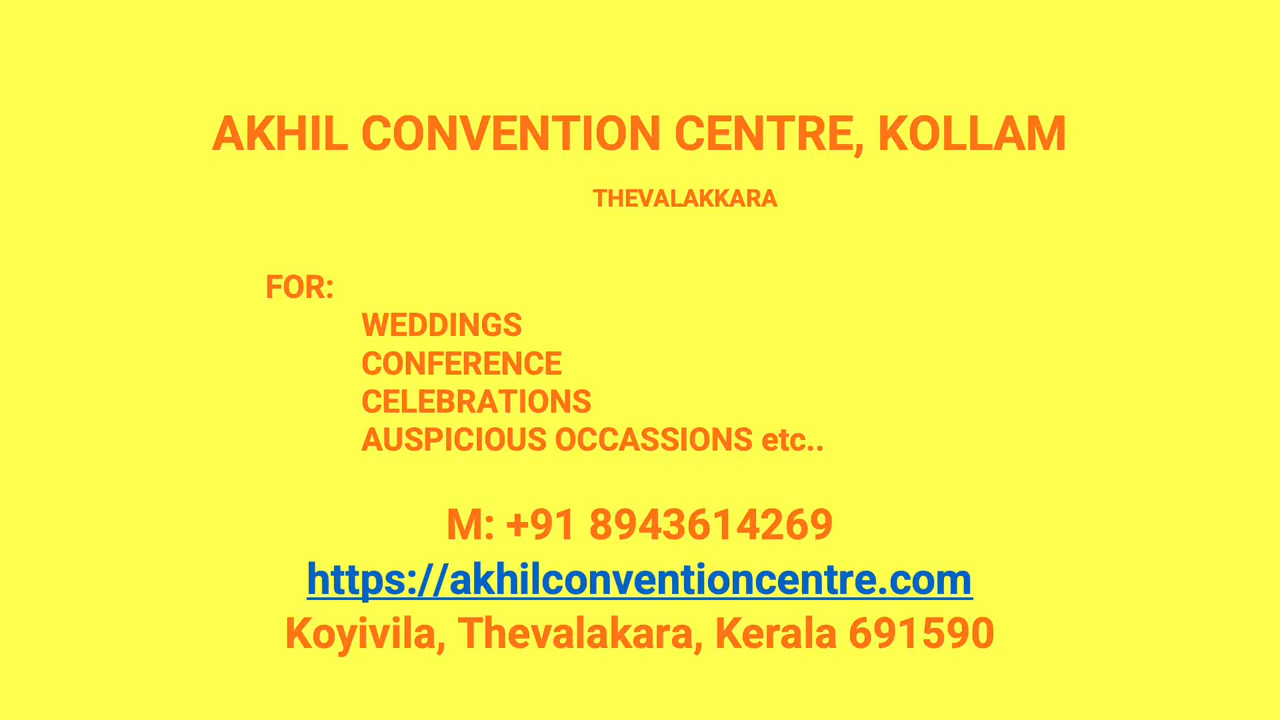 AKHIL CONVENTION CENTRE, KOLLAM
THEVALAKKARA
FOR:
WEDDINGS
CONFERENCE
CELEBRATIONS
AUSPICIOUS OCCASSIONS etc..
M: +91 8943614269
https://akhilconventioncentre.com
Koyivila, Thevalakara, Kerala 691590